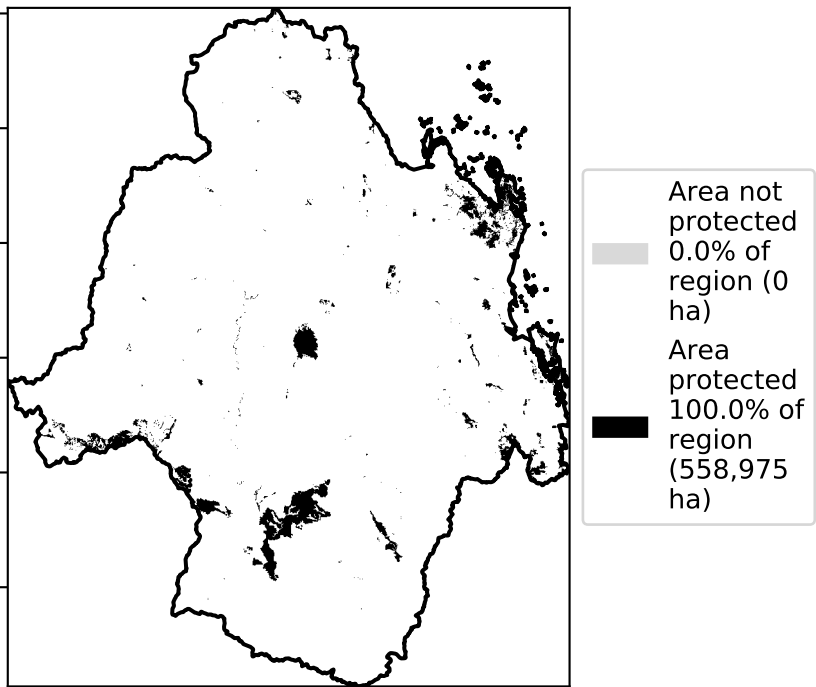 Area not
protected
0.0% of
region (0
ha)
Area
protected
100.0% of
region
(558,975
ha)